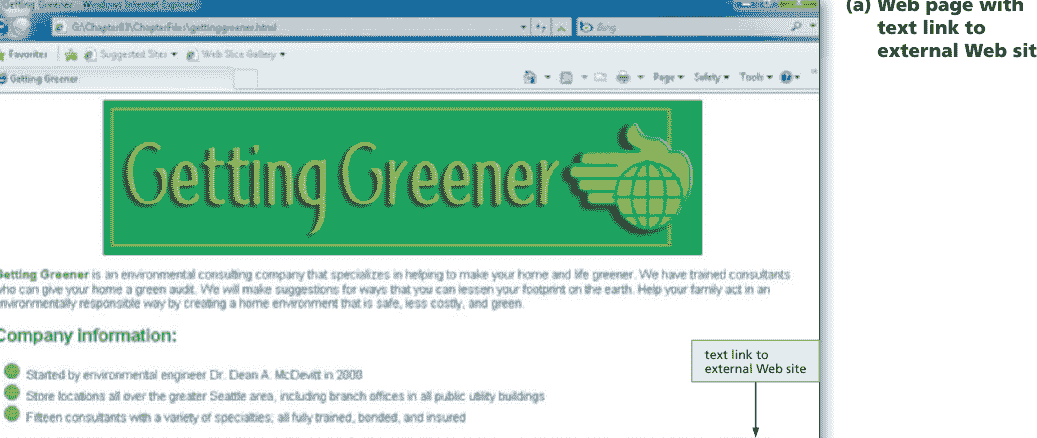 Getting Greener - Windows Internet Explorer
G:\Chapter03\ChapterFiles\gettinggreener.html
Bing
Favorites
Suggested Sites
Web Slice Gallery
Getting Greener
Page
Safety
Tools
(a) Web page with
text link to
external Web sit
Getting Greener
Getting Greener is an environmental consulting company that specializes in helping to make your home and life greener. We have trained consultants
who can give your home a green audit. We will make suggestions for ways that you can lessen your footprint on the earth. Help your family act in an
environmentally responsible way by creating a home environment that is safe, less costly, and green.
Company Information:
text link to
external Web site
Started by environmental engineer Dr. Dean A. McDevitt in 2008
Store locations all over the greater Seattle area, including branch offices in all public utility buildings
Fifteen consultants with a variety of specialties; all fully trained, bonded, and insured